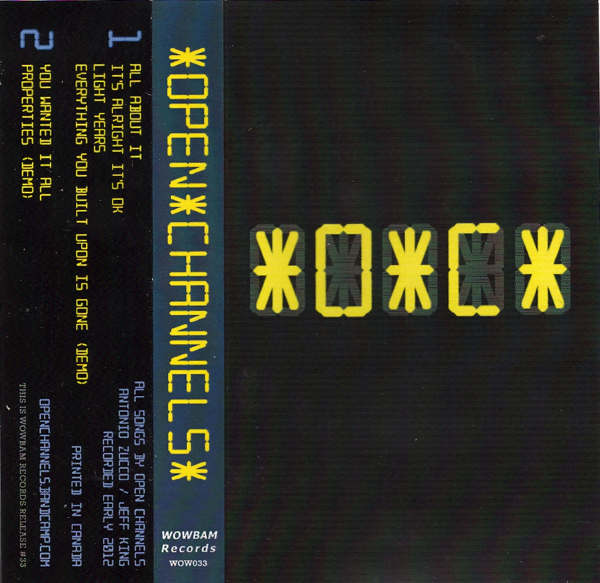 1
ALL ABOUT IT
IT'S ALRIGHT IT'S OK
LIGHT YEARS
EVERYTHING YOU BUILT UPON IS GONE (DEMO)
2
YOU WANTED IT ALL
PROPERTIES (DEMO)
ALL SONGS BY OPEN CHANNELS
ANTONIO ZUCCO / JEFF KING
RECORDED EARLY 2012
PRINTED IN CANADA
OPENCHANNELS.BANDCAMP.COM
THIS IS WOWBAM RECORDS RELEASE #33
*OPEN*CHANNELS*
WOWBAM
Records
WOW033
*O*C*